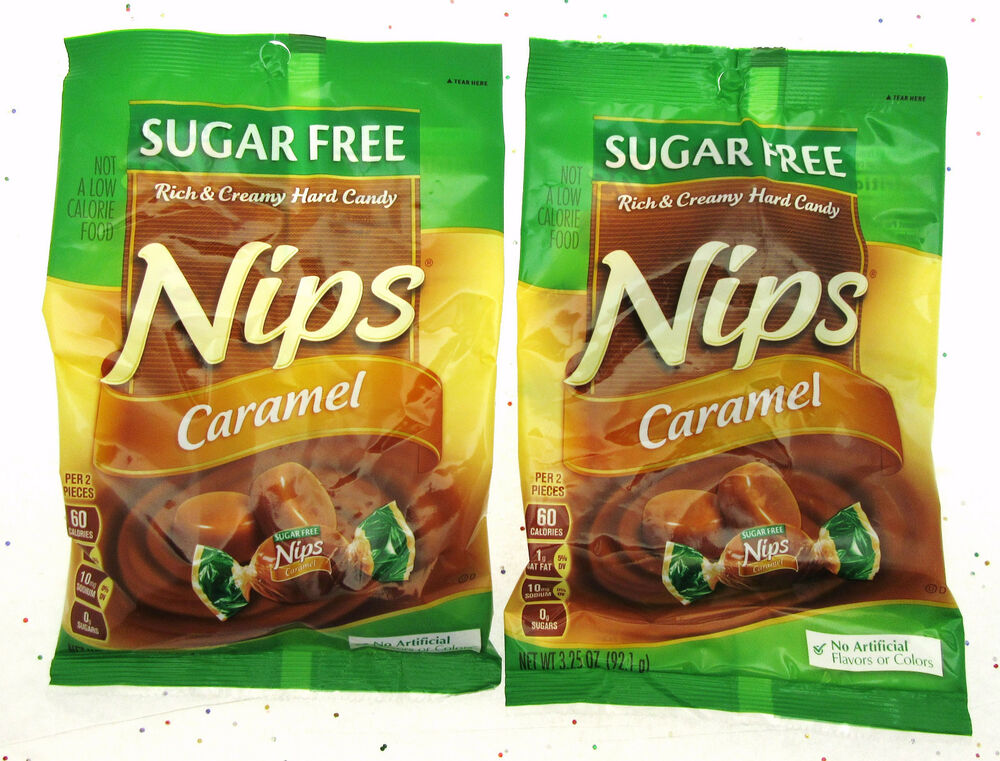 ▲ TEAR HERE
SUGAR FREE
Rich & Creamy Hard Candy
NOT
A LOW
CALORIE
FOOD
Nips®
Caramel
PER 2
PIECES
60
CALORIES
10mg
SODIUM
0g
SUGARS
SUGAR FREE
Nips
Caramel
No Artificial
▲ TEAR HERE
SUGAR FREE
Rich & Creamy Hard Candy
NOT
A LOW
CALORIE
FOOD
Nips®
Caramel
PER 2
PIECES
60
CALORIES
1g
SAT FAT
5%
DV
10mg
SODIUM
0g
SUGARS
SUGAR FREE
Nips
Caramel
D
NET WT 3.25 OZ (92.1 g)
No Artificial
Flavors or Colors